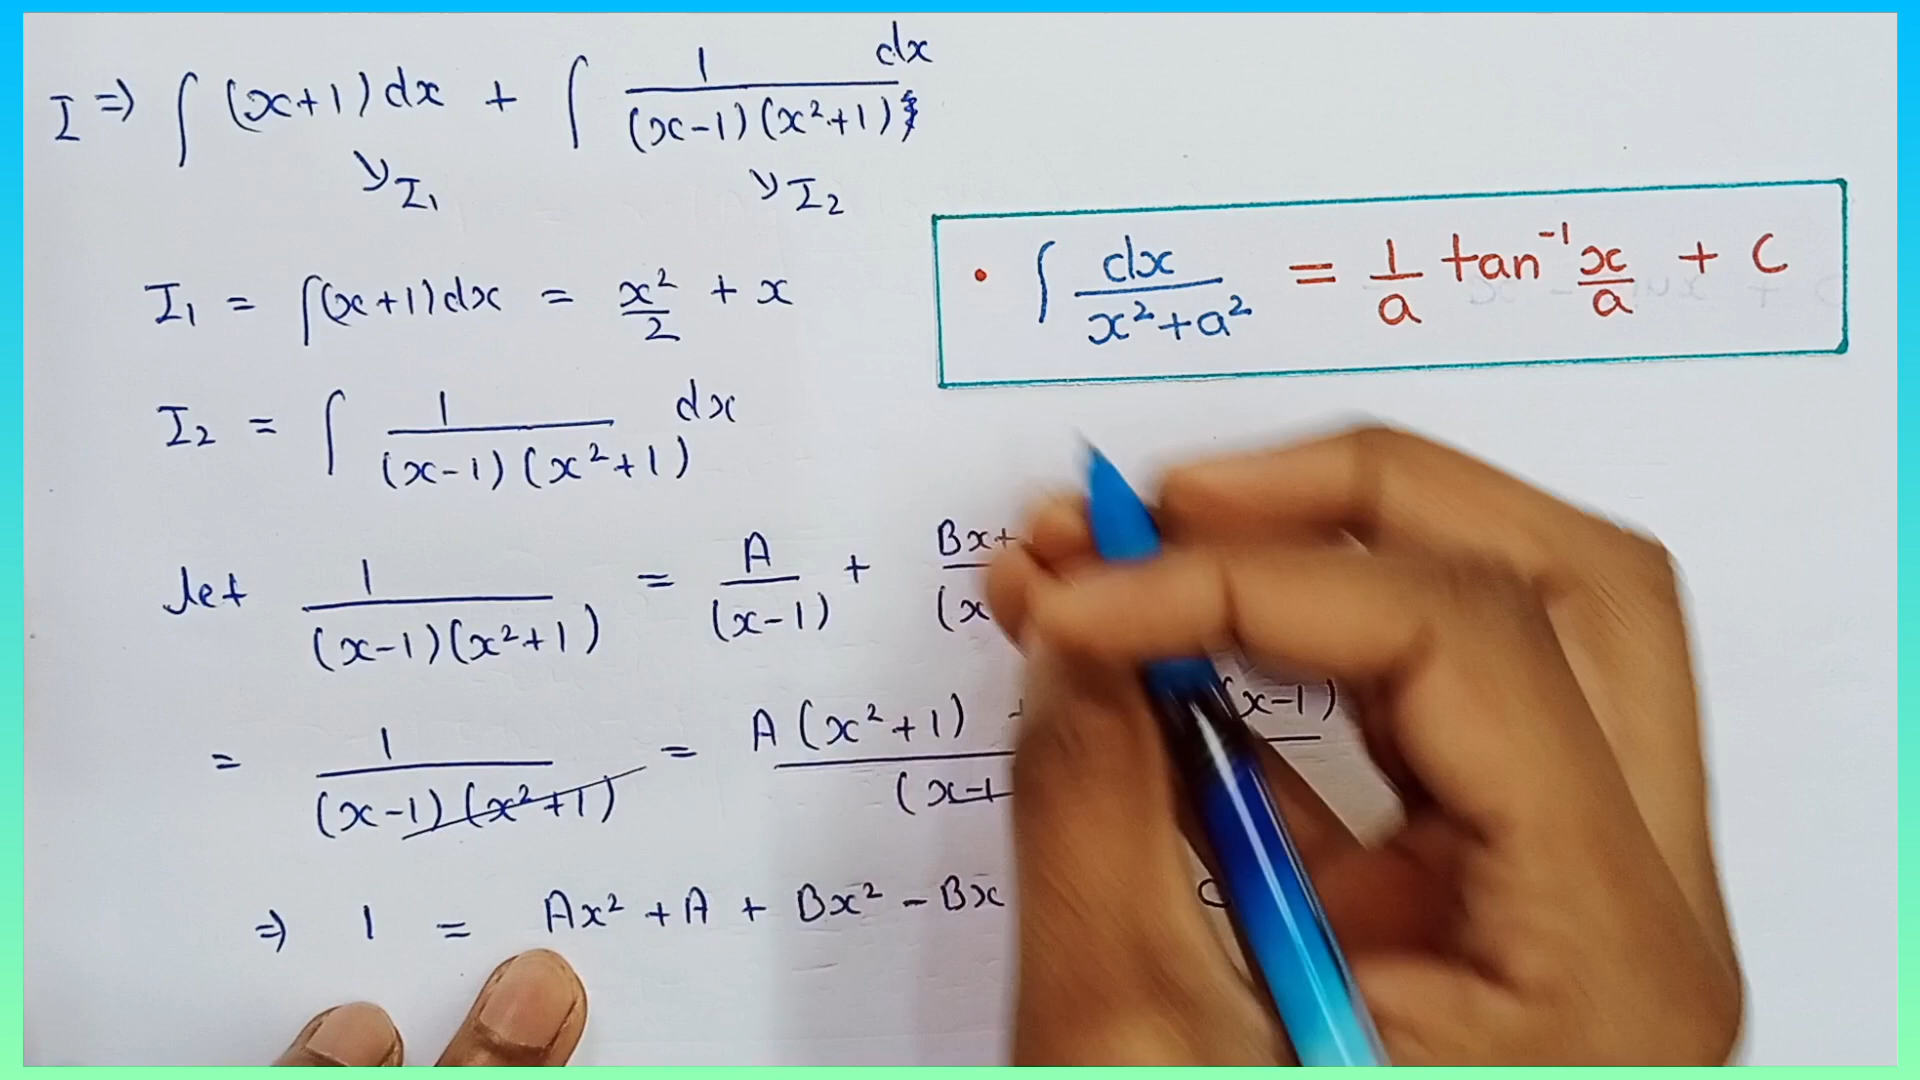 I ⇒ ∫ (x+1) dx + ∫ 1/(x-1)(x²+1) dx
↳ I₁ ↳ I₂
• ∫ dx/(x²+a²) = 1/a tan⁻¹ x/a + C
I₁ = ∫(x+1) dx = x²/2 + x
I₂ = ∫ 1/(x-1)(x²+1) dx
let 1/(x-1)(x²+1) = A/(x-1) + Bx+/(x
= 1/(x-1)(x²+1) = A(x²+1) (x-1)/(x-1
⇒ 1 = Ax² + A + Bx² - Bx C